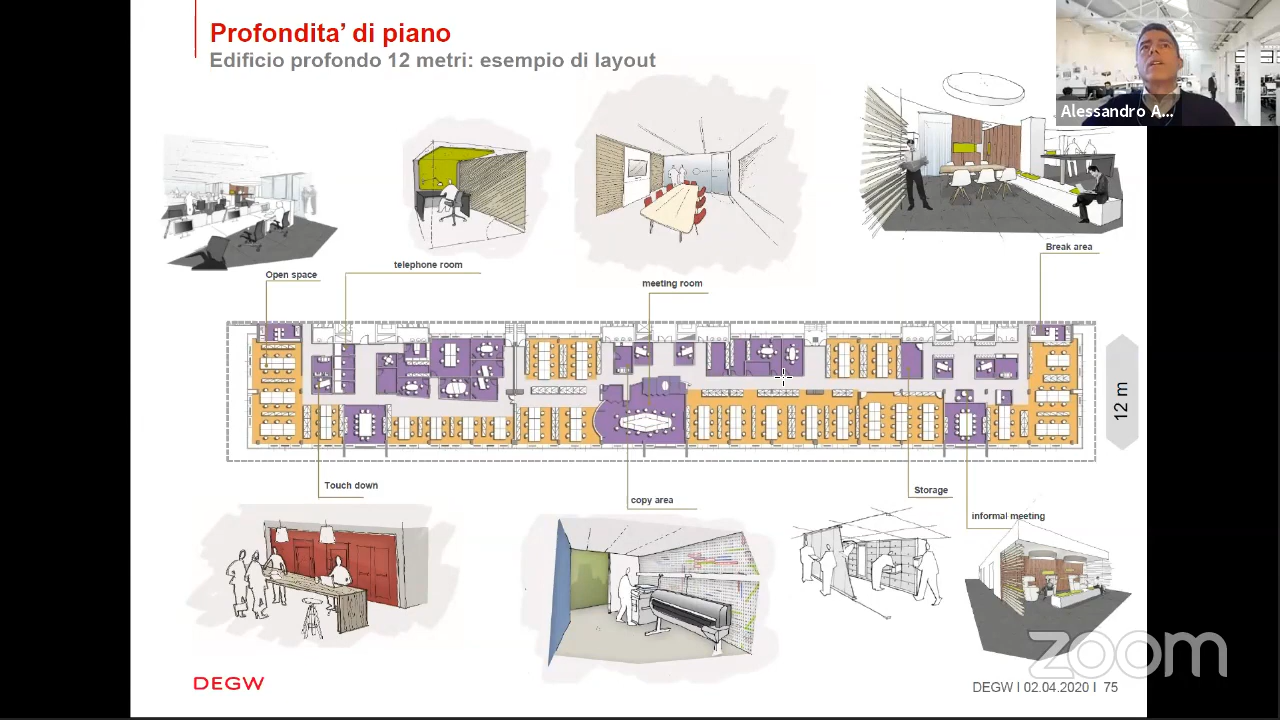 Profondita' di piano
Edificio profondo 12 metri: esempio di layout
Alessandro A...
Open space
telephone room
meeting room
Break area
12 m
Touch down
copy area
Storage
informal meeting
zoom
DEGW
DEGW I 02.04.2020 I 75